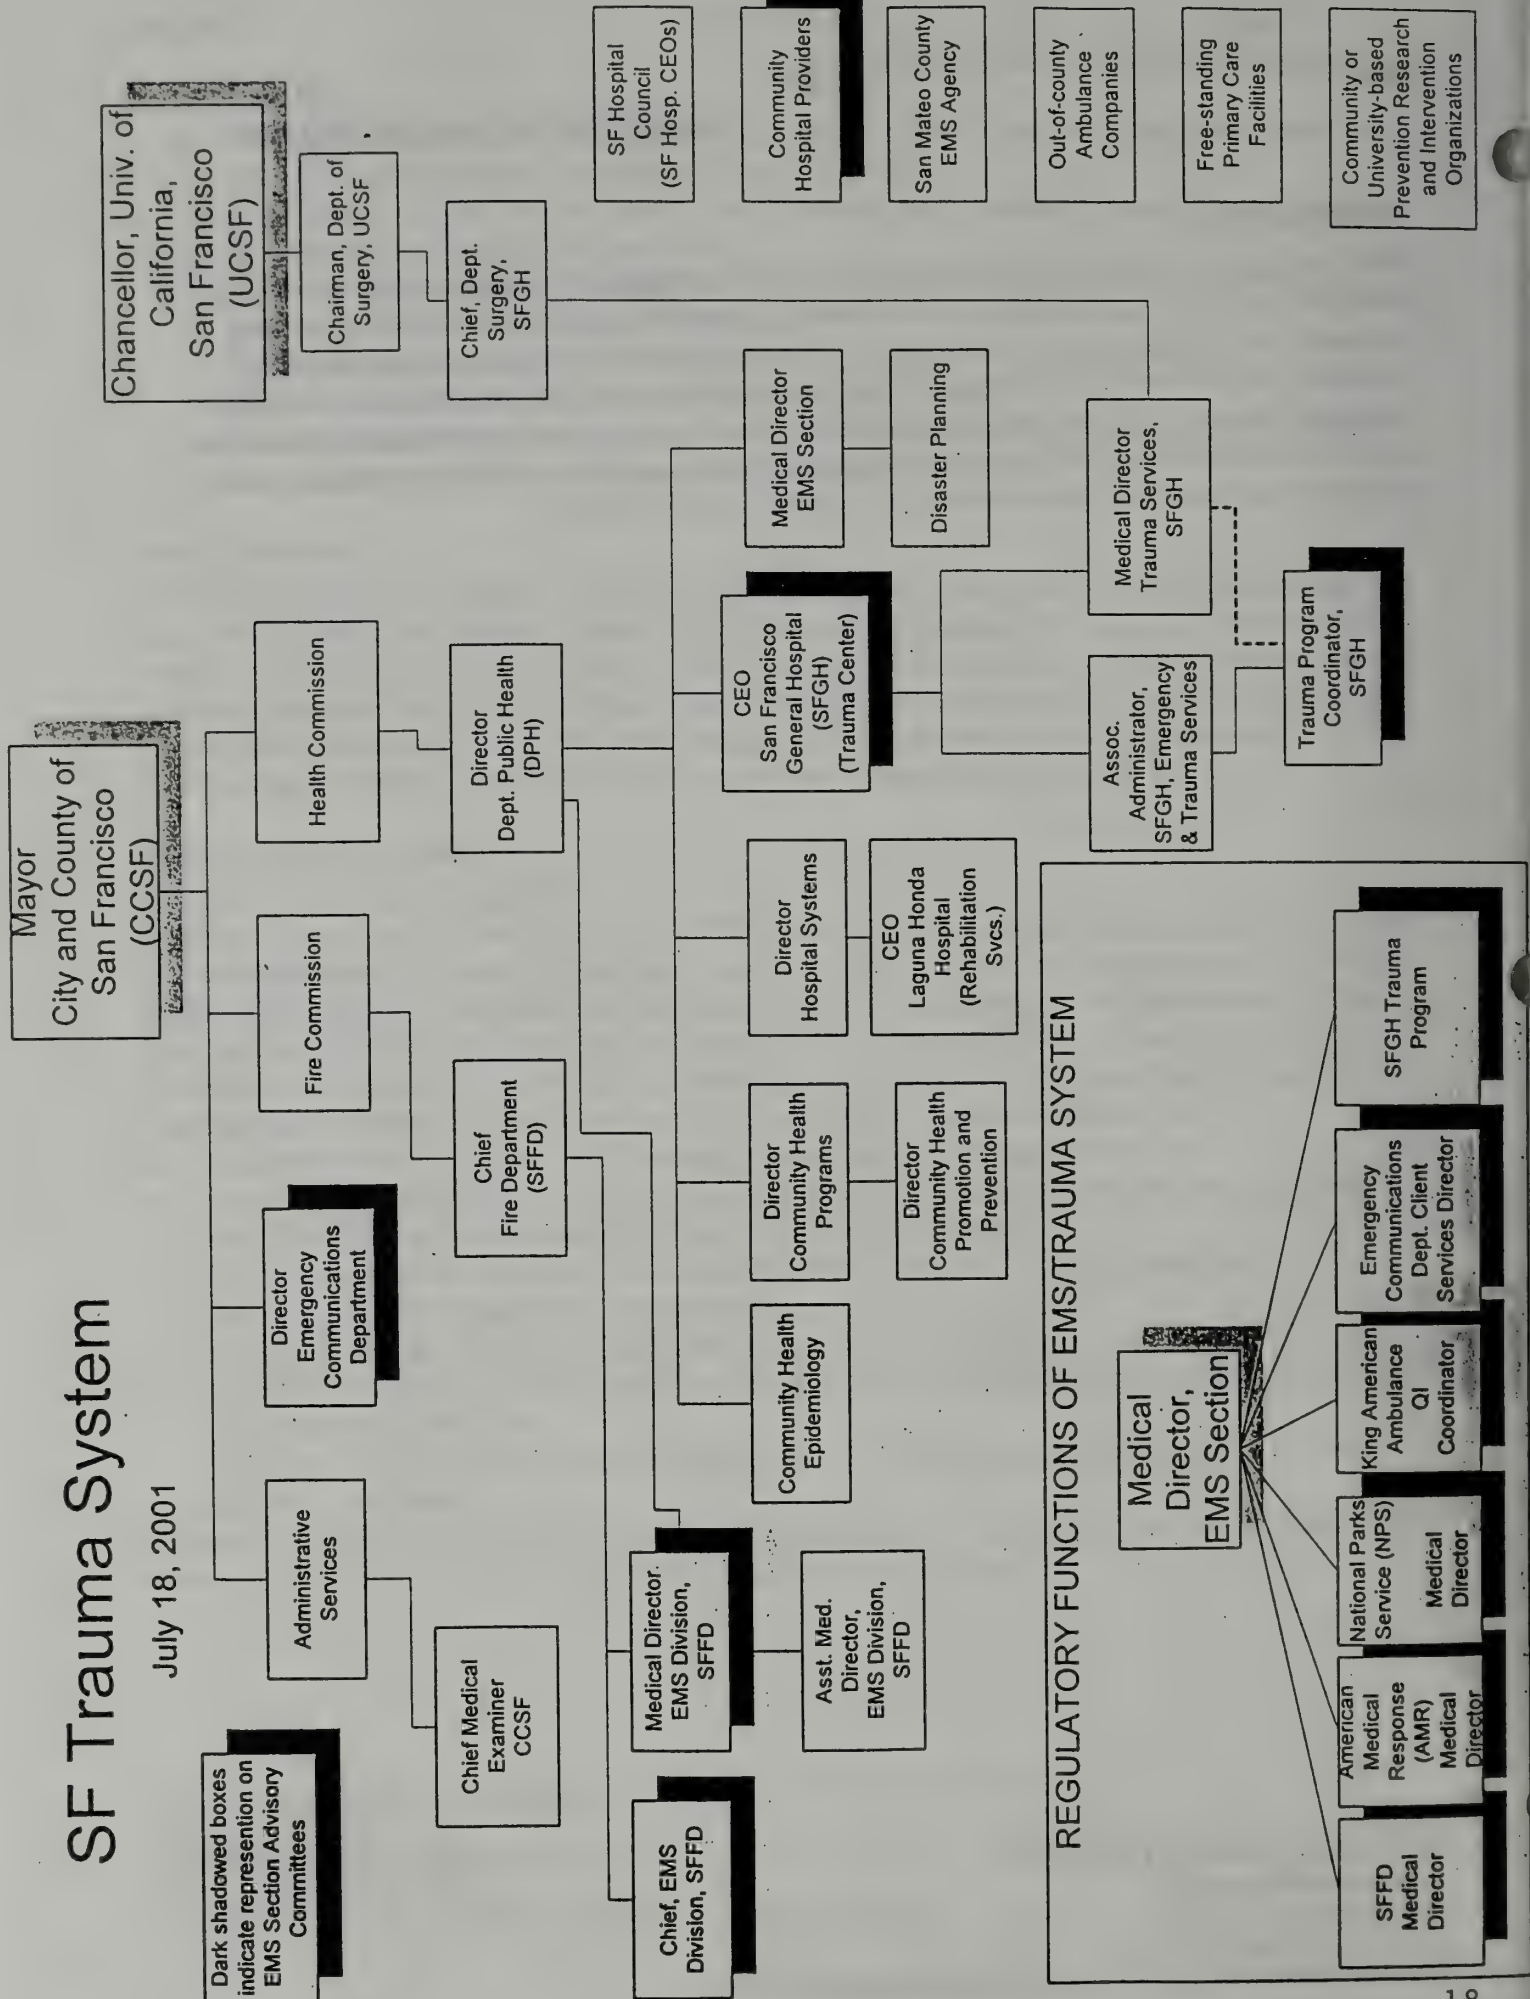 SF Trauma System
July 18, 2001
Dark shadowed boxes
indicate represention on
EMS Section Advisory
Committees
Mayor
City and County of
San Francisco
(CCSF)
Chancellor, Univ. of
California,
San Francisco
(UCSF)
Administrative
Services
Director
Emergency
Communications
Department
Fire Commission
Health Commission
Chairman, Dept. of
Surgery, UCSF
Chief Medical
Examiner
CCSF
Chief
Fire Department
(SFFD)
Director
Dept. Public Health
(DPH)
Chief, Dept.
Surgery,
SFGH
Chief, EMS
Division, SFFD
Medical Director.
EMS Division,
SFFD
Asst. Med.
Director,
EMS Division,
SFFD
Community Health
Epidemiology
Director
Community Health
Programs
Director
Hospital Systems
CEO
San Francisco
General Hospital
(SFGH)
(Trauma Center)
Medical Director
EMS Section
Director
Community Health
Promotion and
Prevention
CEO
Laguna Honda
Hospital
(Rehabilitation
Svcs.)
Disaster Planning
Assoc.
Administrator,
SFGH, Emergency
& Trauma Services
Medical Director
Trauma Services,
SFGH
Trauma Program
Coordinator,
SFGH
SF Hospital
Council
(SF Hosp. CEOs)
Community
Hospital Providers
San Mateo County
EMS Agency
Out-of-county
Ambulance
Companies
Free-standing
Primary Care
Facilities
Community or
University-based
Prevention Research
and Intervention
Organizations
REGULATORY FUNCTIONS OF EMS/TRAUMA SYSTEM
Medical
Director,
EMS Section
SFFD
Medical
Director
American
Medical
Response
(AMR)
Medical
Director
National Parks
Service (NPS)
Medical
Director
King American
Ambulance
QI
Coordinator
Emergency
Communications
Dept. Client
Services Director
SFGH Trauma
Program